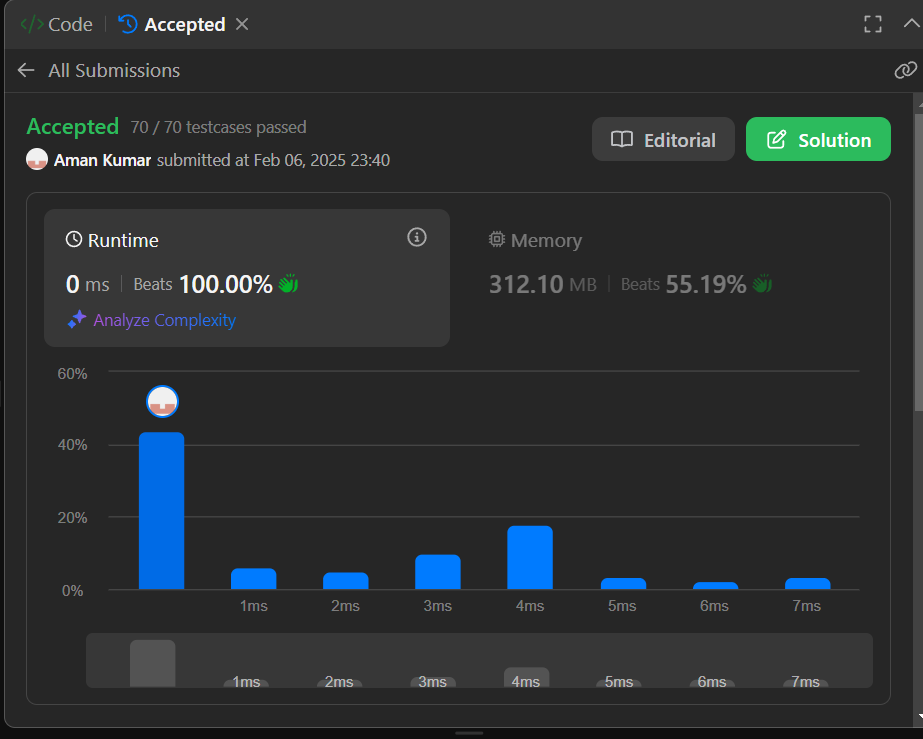 </> Code | Accepted ×
All Submissions
Accepted 70 / 70 testcases passed
Aman Kumar submitted at Feb 06, 2025 23:40
Editorial
Solution
Runtime
0 ms | Beats 100.00%
Analyze Complexity
Memory
312.10 MB | Beats 55.19%
60%
40%
20%
0%
1ms 2ms 3ms 4ms 5ms 6ms 7ms
1ms 2ms 3ms 4ms 5ms 6ms 7ms